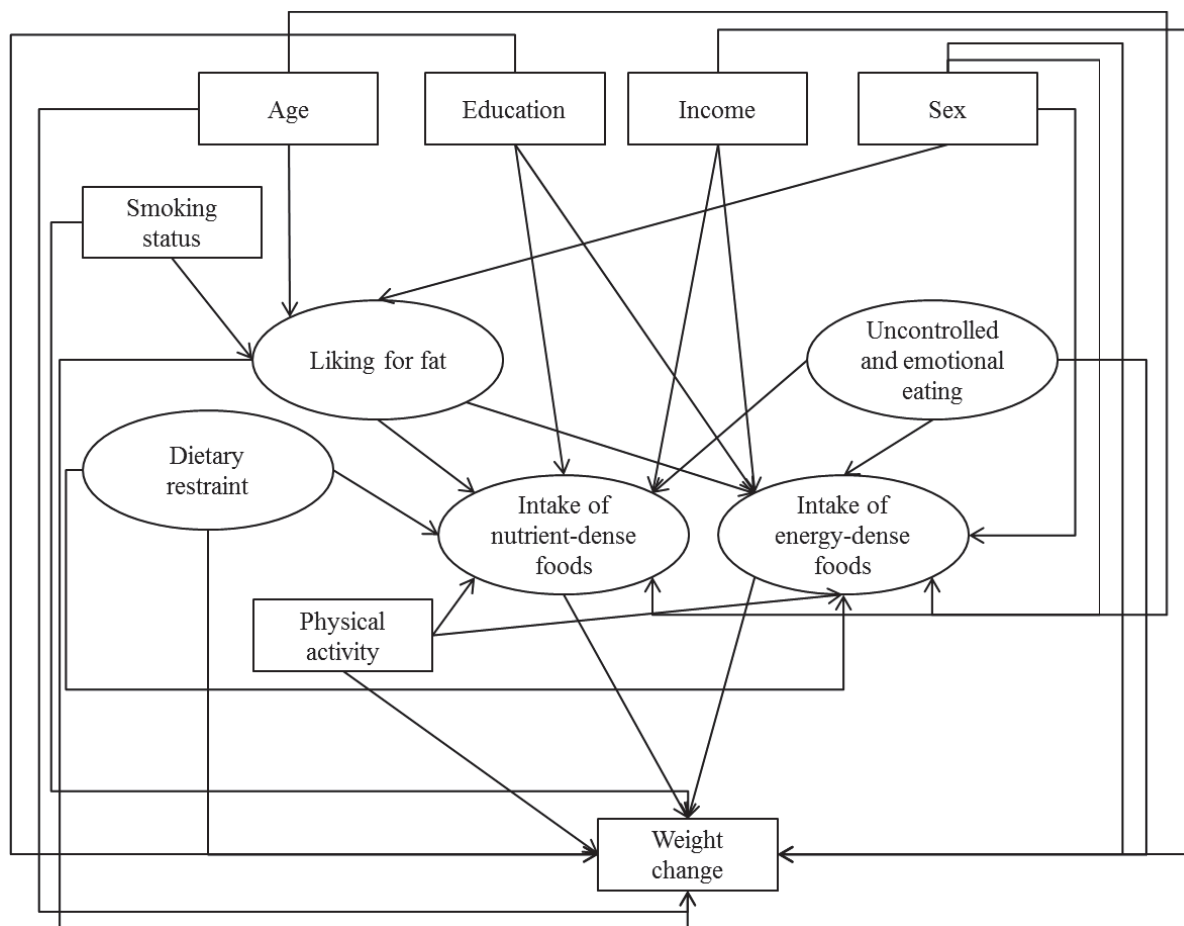 Age
Education
Income
Sex
Smoking
status
Liking for fat
Uncontrolled
and emotional
eating
Dietary
restraint
Intake of
nutrient-dense
foods
Intake of
energy-dense
foods
Physical
activity
Weight
change